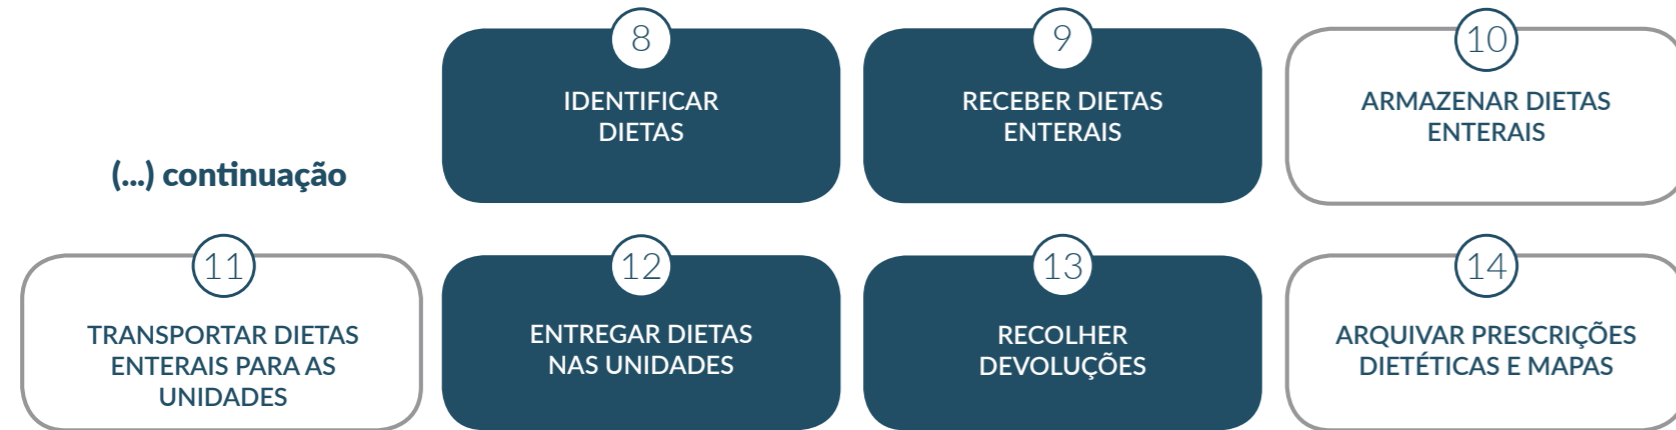 (...) continuação
8
IDENTIFICAR
DIETAS
9
RECEBER DIETAS
ENTERAIS
10
ARMAZENAR DIETAS
ENTERAIS
11
TRANSPORTAR DIETAS
ENTERAIS PARA AS
UNIDADES
12
ENTREGAR DIETAS
NAS UNIDADES
13
RECOLHER
DEVOLUÇÕES
14
ARQUIVAR PRESCRIÇÕES
DIETÉTICAS E MAPAS